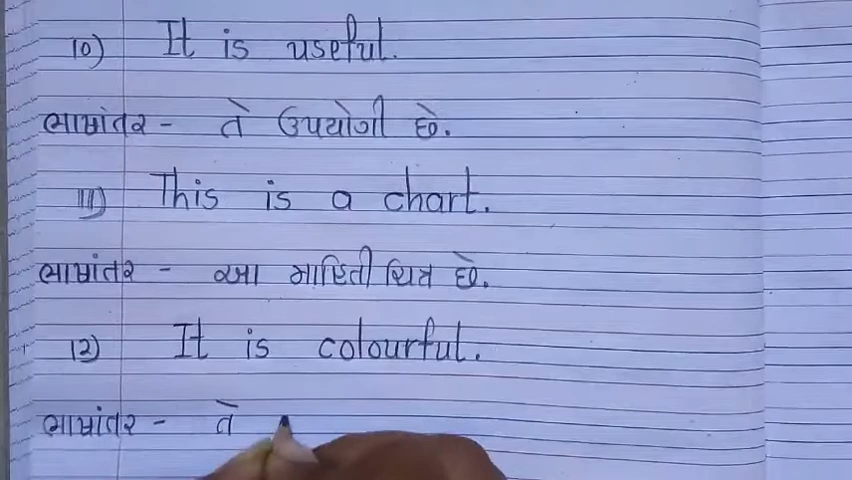 10) It is useful.
ભાષાંતર - તે ઉપયોગી છે.
11) This is a chart.
ભાષાંતર - આ માહિતી ચિત્ર છે.
12) It is colourful.
ભાષાંતર - તે